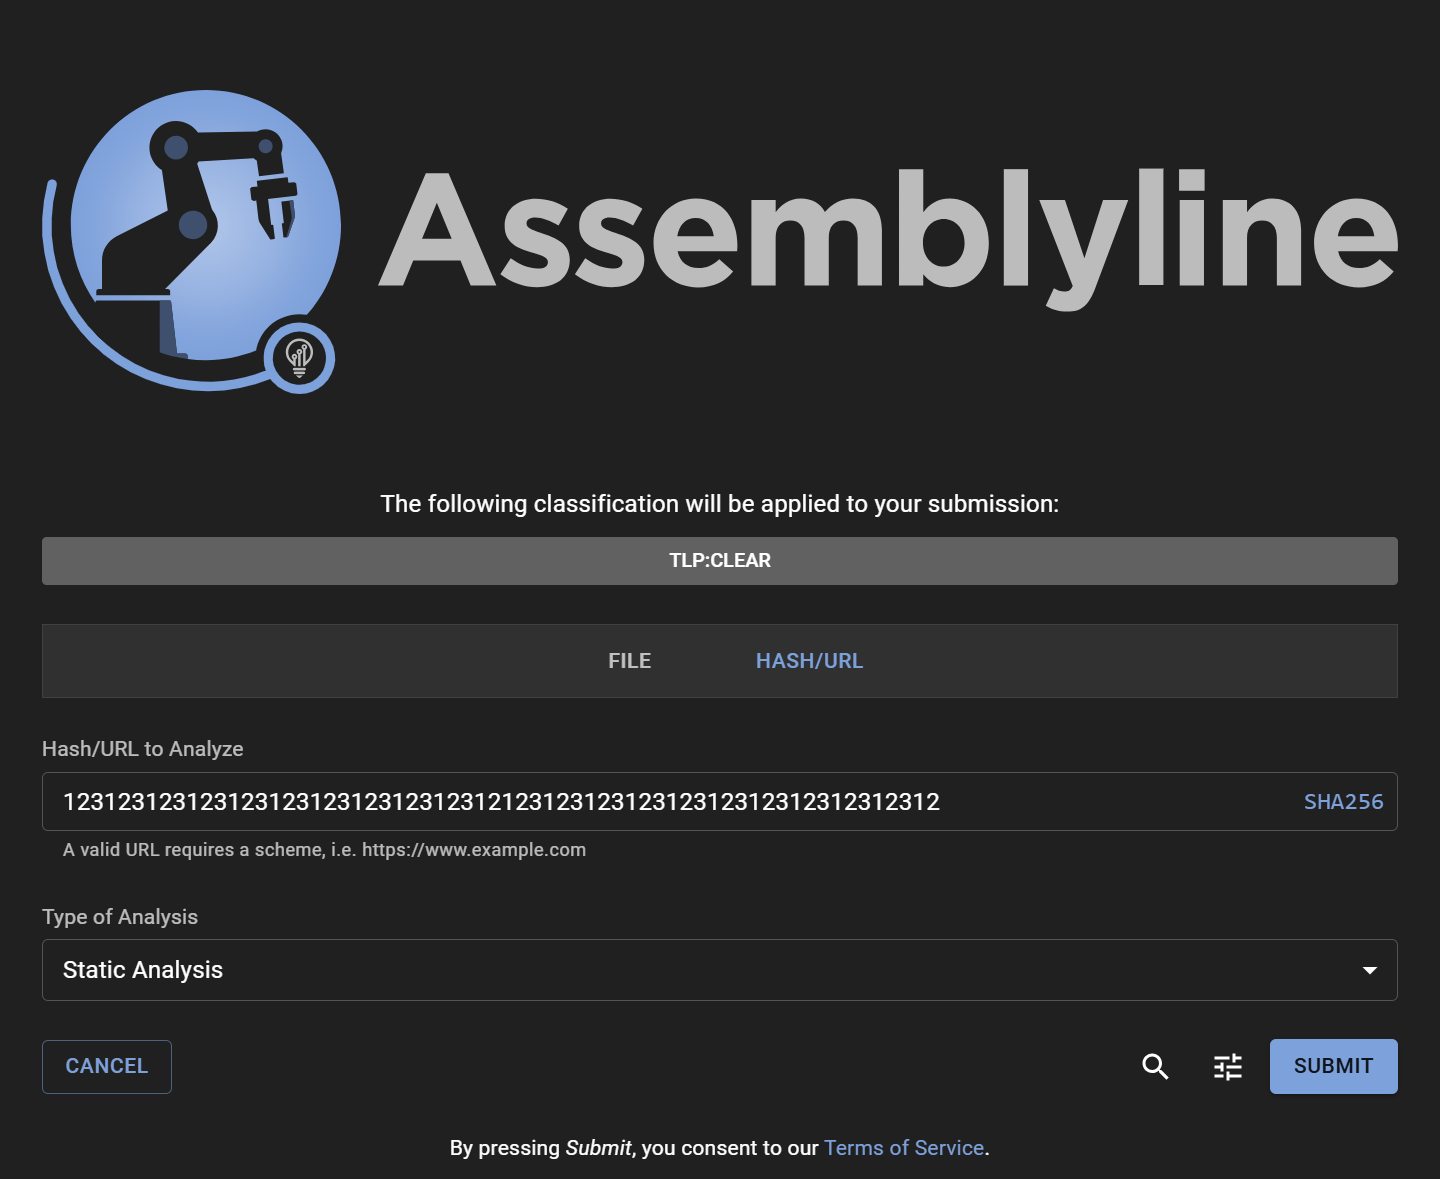 Assemblyline
The following classification will be applied to your submission:
TLP:CLEAR
FILE
HASH/URL
Hash/URL to Analyze
1231231231231231231231231231231212312312312312312312312312312312
SHA256
A valid URL requires a scheme, i.e. https://www.example.com
Type of Analysis
Static Analysis
CANCEL
SUBMIT
By pressing Submit, you consent to our Terms of Service.